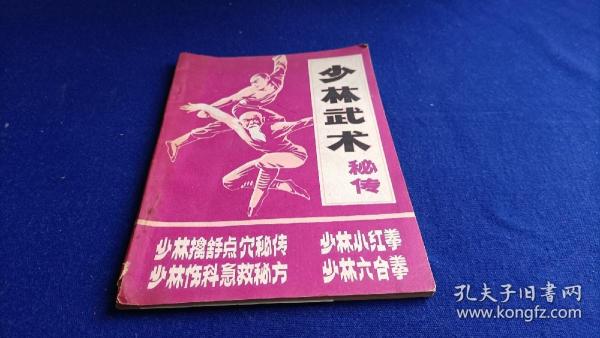 少林武术
秘传
少林擒舒点穴秘传
少林小红拳
少林伤科急救秘方
少林六合拳
孔夫子旧书网
www.kongfz.com